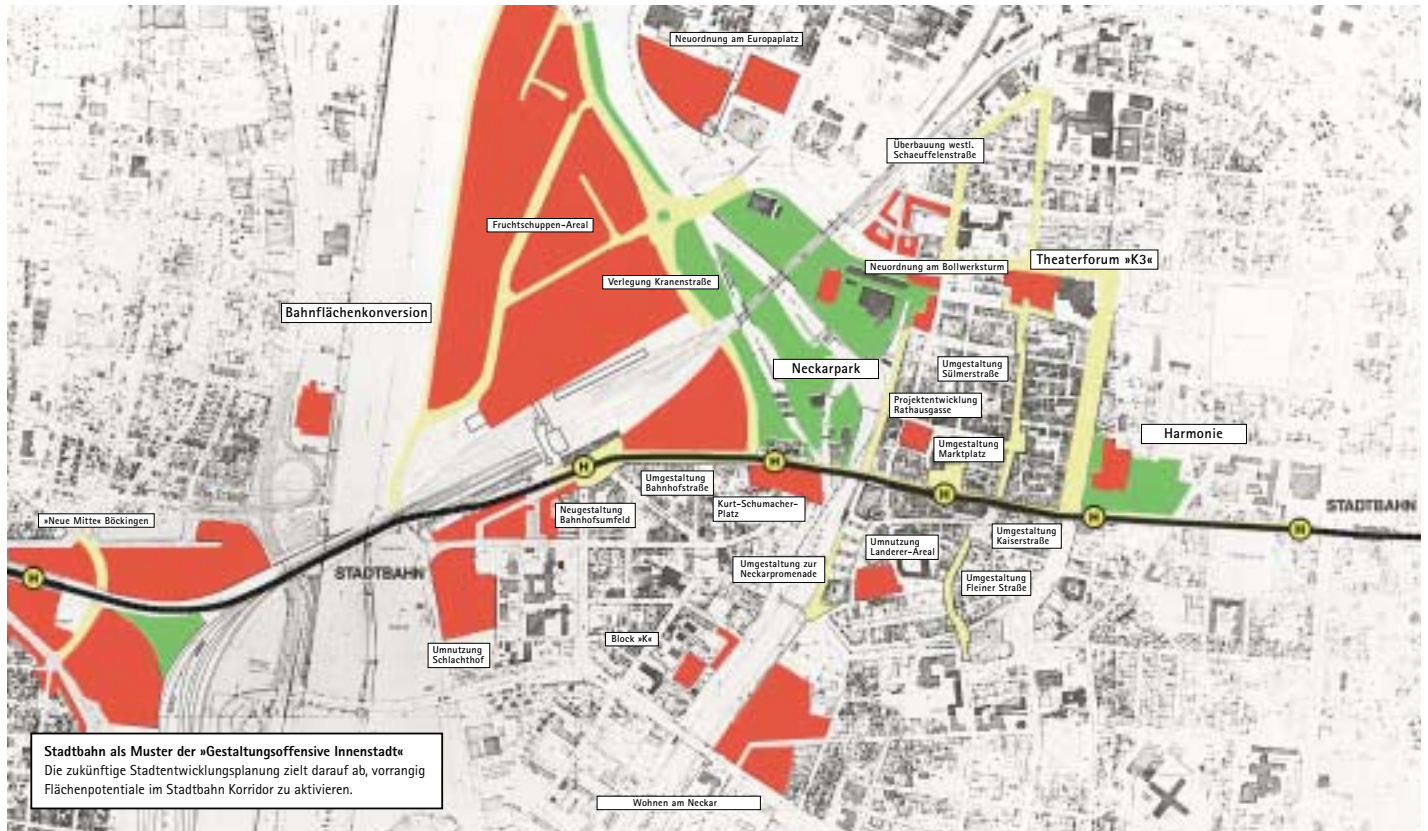 Neuordnung am Europaplatz
Überbauung westl.
Schaeuffelenstraße
Fruchtschuppen-Areal
Theaterforum »K3«
Neuordnung am Bollwerksturm
Verlegung Kranenstraße
Bahnflächenkonversion
Neckarpark
Umgestaltung
Sülmerstraße
Projektentwicklung
Rathausgasse
Harmonie
Umgestaltung
Marktplatz
H
H
Umgestaltung
Bahnhofstraße
Kurt-Schumacher-
Platz
H
Neugestaltung
Bahnhofsumfeld
STADTBAHN
H
H
»Neue Mitte« Böckingen
Umgestaltung
Kaiserstraße
Umnutzung
Landerer-Areal
H
STADTBAHN
Umgestaltung zur
Neckarpromenade
Umgestaltung
Fleiner Straße
Block »K«
Umnutzung
Schlachthof
Stadtbahn als Muster der »Gestaltungsoffensive Innenstadt«
Die zukünftige Stadtentwicklungsplanung zielt darauf ab, vorrangig
Flächenpotentiale im Stadtbahn Korridor zu aktivieren.
Wohnen am Neckar